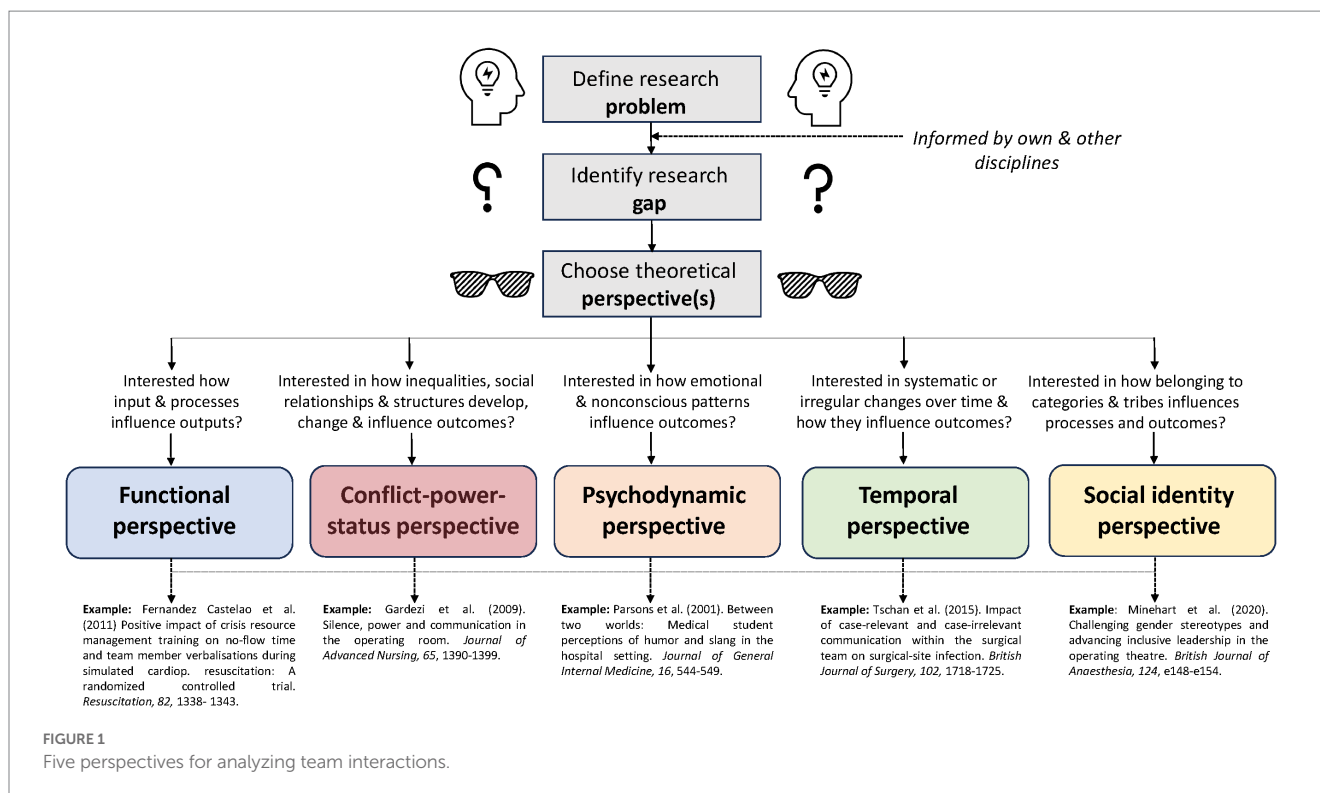 Define research
problem
Informed by own & other
disciplines
Identify research
gap
Choose theoretical
perspective(s)
Interested how
input & processes
influence outputs?
Interested in how inequalities, social
relationships & structures develop,
change & influence outcomes?
Interested in how emotional
& nonconscious patterns
influence outcomes?
Interested in systematic or
irregular changes over time &
how they influence outcomes?
Interested in how belonging to
categories & tribes influences
processes and outcomes?
Functional
perspective
Conflict-power-
status perspective
Psychodynamic
perspective
Temporal
perspective
Social identity
perspective
Example: Fernandez Castelao et al.
(2011) Positive impact of crisis resource
management training on no-flow time
and team member verbalisations during
simulated cardiop. resuscitation: A
randomized controlled trial.
Resuscitation, 82, 1338- 1343.
Example: Gardezi et al. (2009).
Silence, power and communication in
the operating room. Journal of
Advanced Nursing, 65, 1390-1399.
Example: Parsons et al. (2001). Between
two worlds: Medical student
perceptions of humor and slang in the
hospital setting. Journal of General
Internal Medicine, 16, 544-549.
Example: Tschan et al. (2015). Impact
of case-relevant and case-irrelevant
communication within the surgical
team on surgical-site infection. British
Journal of Surgery, 102, 1718-1725.
Example: Minehart et al. (2020).
Challenging gender stereotypes and
advancing inclusive leadership in the
operating theatre. British Journal of
Anaesthesia, 124, e148-e154.
FIGURE 1
Five perspectives for analyzing team interactions.